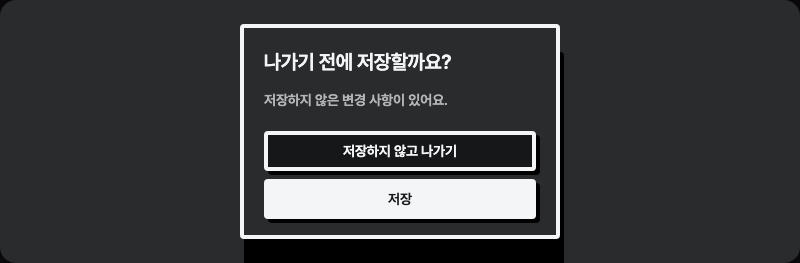 나가기 전에 저장할까요?
저장하지 않은 변경 사항이 있어요.
저장하지 않고 나가기
저장